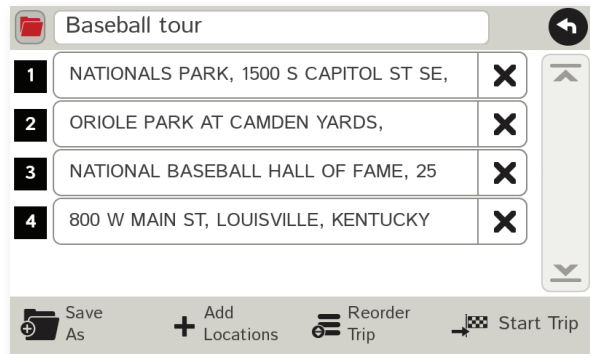 Baseball tour
1 NATIONALS PARK, 1500 S CAPITOL ST SE,
2 ORIOLE PARK AT CAMDEN YARDS,
3 NATIONAL BASEBALL HALL OF FAME, 25
4 800 W MAIN ST, LOUISVILLE, KENTUCKY
Save
As
Add
Locations
Reorder
Trip
Start Trip